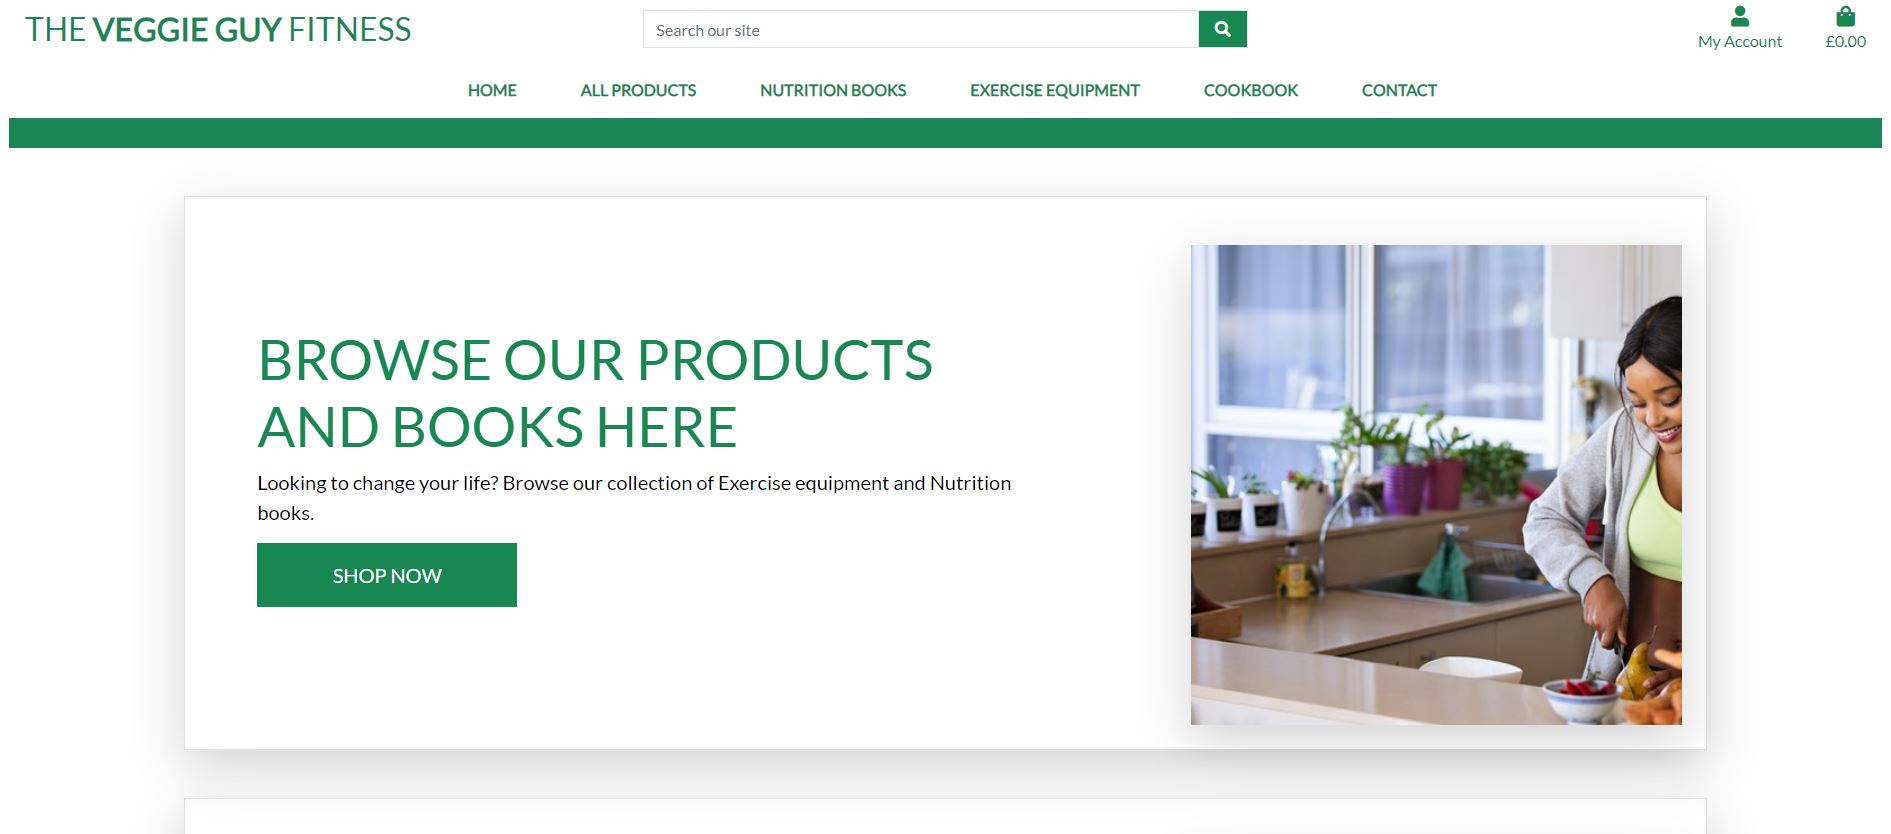 THE VEGGIE GUY FITNESS
Search our site
My Account
£0.00
HOME
ALL PRODUCTS
NUTRITION BOOKS
EXERCISE EQUIPMENT
COOKBOOK
CONTACT
BROWSE OUR PRODUCTS
AND BOOKS HERE
Looking to change your life? Browse our collection of Exercise equipment and Nutrition
books.
SHOP NOW